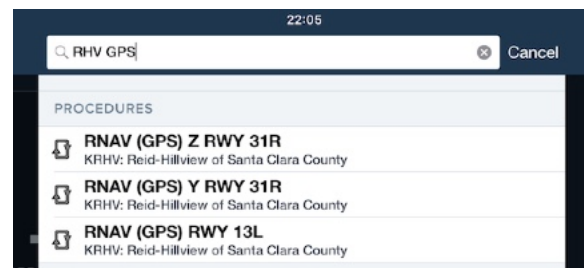 22:05
RHV GPS
Cancel
PROCEDURES
RNAV (GPS) Z RWY 31R
KRHV: Reid-Hillview of Santa Clara County
RNAV (GPS) Y RWY 31R
KRHV: Reid-Hillview of Santa Clara County
RNAV (GPS) RWY 13L
KRHV: Reid-Hillview of Santa Clara County